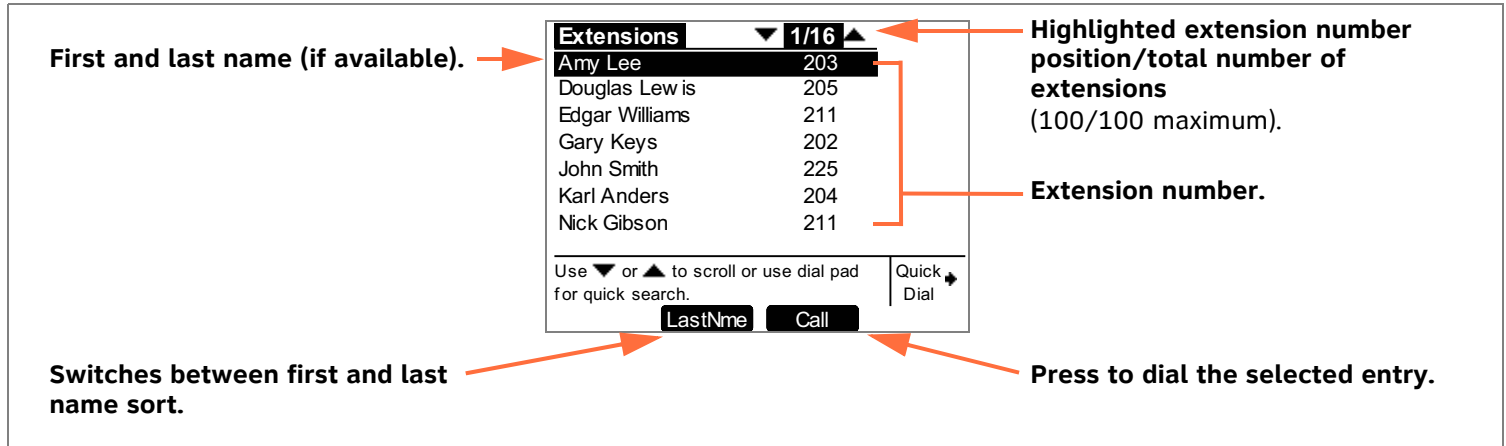 First and last name (if available).
Extensions ▼ 1/16 ▲
Amy Lee 203
Douglas Lewis 205
Edgar Williams 211
Gary Keys 202
John Smith 225
Karl Anders 204
Nick Gibson 211
Use ▼ or ▲ to scroll or use dial pad
for quick search.
Quick
Dial
LastNme Call
Highlighted extension number
position/total number of
extensions
(100/100 maximum).
Extension number.
Switches between first and last
name sort.
Press to dial the selected entry.